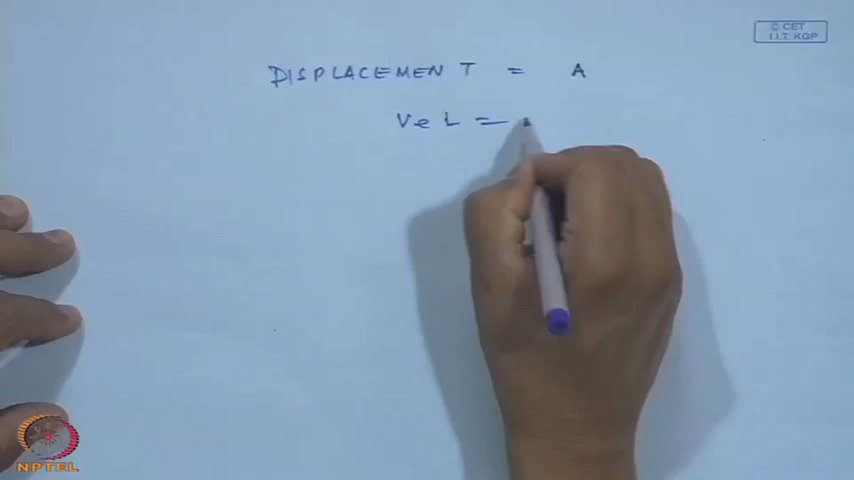 © CET
I.I.T. KGP
DISPLACEMENT = A
VeL =
NPTEL